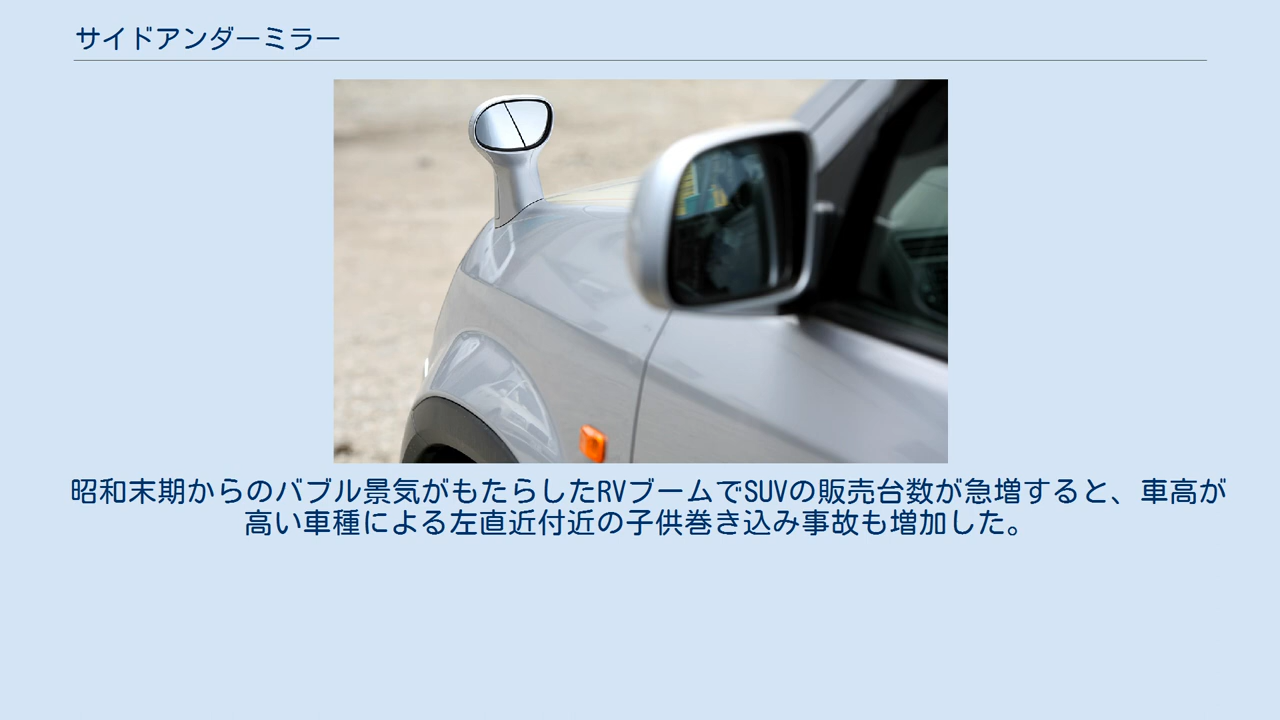 サイドアンダーミラー
昭和末期からのバブル景気がもたらしたRVブームでSUVの販売台数が急増すると、車高が
高い車種による左直近付近の子供巻き込み事故も増加した。